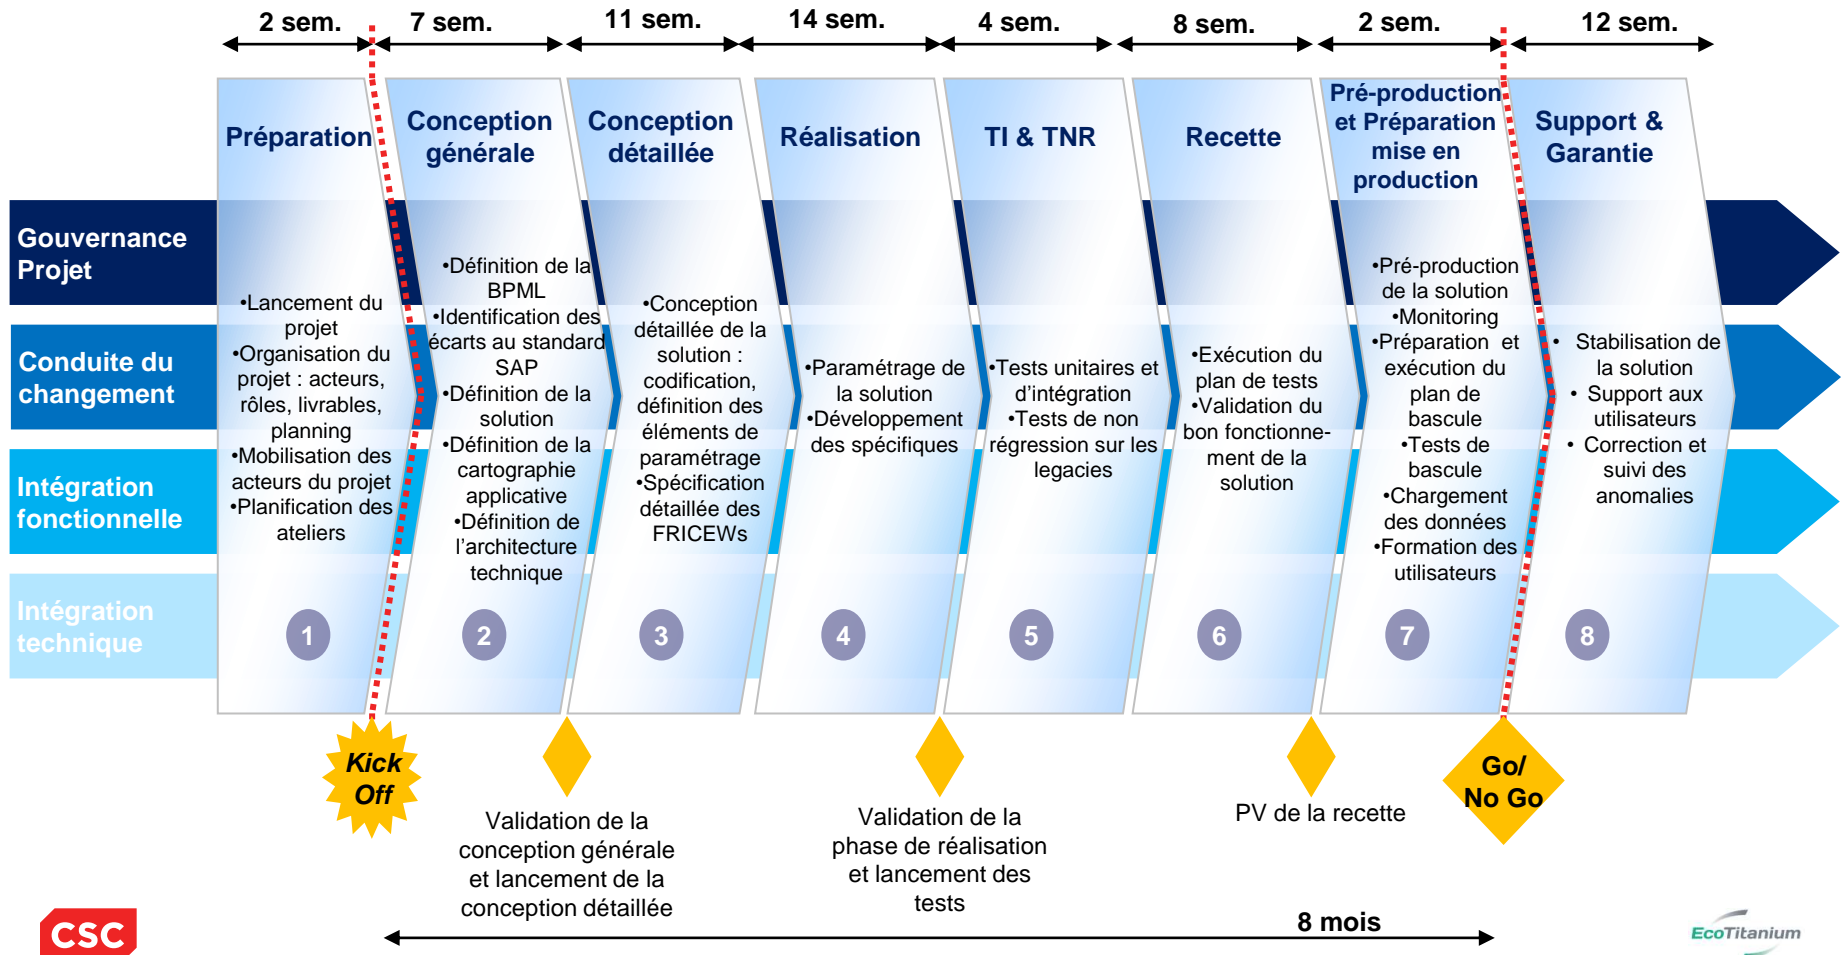 2 sem.
7 sem.
11 sem.
14 sem.
4 sem.
8 sem.
2 sem.
12 sem.
Préparation
Conception
générale
Conception
détaillée
Réalisation
TI & TNR
Recette
Pré-production
et Préparation
mise en
production
Support &
Garantie
Gouvernance
Projet
Conduite du
changement
Intégration
fonctionnelle
Intégration
technique
•Lancement du
projet
•Organisation du
projet : acteurs,
rôles, livrables,
planning
•Mobilisation des
acteurs du projet
•Planification des
ateliers
•Définition de la
BPML
•Identification des
écarts au standard
SAP
•Définition de la
solution
•Définition de la
cartographie
applicative
•Définition de
l’architecture
technique
•Conception
détaillée de la
solution :
codification,
définition des
éléments de
paramétrage
•Spécification
détaillée des
FRICEWs
•Paramétrage de
la solution
•Développement
des spécifiques
•Tests unitaires et
d’intégration
•Tests de non
régression sur les
legacies
•Exécution du
plan de tests
•Validation du
bon fonctionne-
ment de la
solution
•Pré-production
de la solution
•Monitoring
•Préparation et
exécution du
plan de
bascule
•Tests de
bascule
•Chargement
des données
•Formation des
utilisateurs
• Stabilisation de
la solution
• Support aux
utilisateurs
• Correction et
suivi des
anomalies
1
2
3
4
5
6
7
8
Kick
Off
Validation de la
conception générale
et lancement de la
conception détaillée
Validation de la
phase de réalisation
et lancement des
tests
PV de la recette
Go/
No Go
8 mois
CSC
EcoTitanium